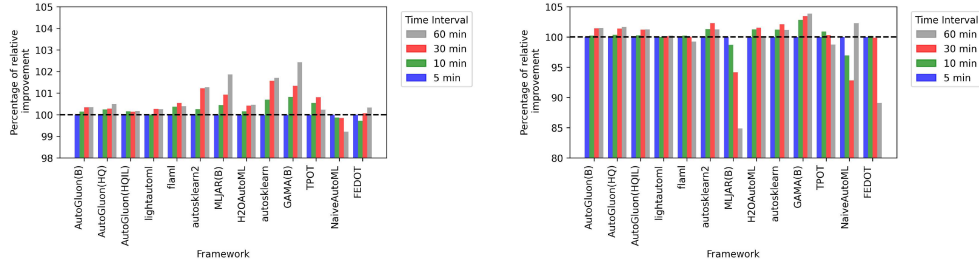 105
104
103
102
101
100
99
98
Percentage of relative
improvement
AutoGluon(B)
AutoGluon(HQ)
AutoGluon(HQIL)
lightautoml
flaml
autosklearn2
MLJAR(B)
H2OAutoML
autosklearn
GAMA(B)
TPOT
NaiveAutoML
FEDOT
Framework
Time Interval
60 min
30 min
10 min
5 min
105
100
95
90
85
80
Percentage of relative
improvement
AutoGluon(B)
AutoGluon(HQ)
AutoGluon(HQIL)
lightautoml
flaml
autosklearn2
MLJAR(B)
H2OAutoML
autosklearn
GAMA(B)
TPOT
NaiveAutoML
FEDOT
Framework
Time Interval
60 min
30 min
10 min
5 min